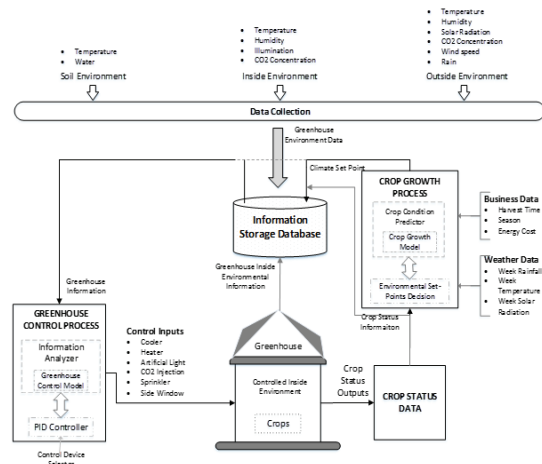 • Temperature
• Water
Soil Environment
• Temperature
• Humidity
• Illumination
• CO2 Concentration
Inside Environment
• Temperature
• Humidity
• Solar Radiation
• CO2 Concentration
• Wind speed
• Rain
Outside Environment
Data Collection
Greenhouse
Environment Data
Climate Set Point
Information
Storage Database
CROP GROWTH
PROCESS
Crop Condition
Predictor
Crop Growth
Model
Environmental Set-
Points Decision
Business Data
• Harvest Time
• Season
• Energy Cost
Weather Data
• Week Rainfall
• Week
Temperature
• Week Solar
Radiation
Greenhouse
Information
Greenhouse Inside
Environmental
Information
Crop Status
Informaiton
GREENHOUSE
CONTROL PROCESS
Information
Analyzer
Greenhouse
Control Model
PID Controller
Control Device
Control Inputs
• Cooler
• Heater
• Artificial Light
• CO2 Injection
• Sprinkler
• Side Window
Greenhouse
Controlled Inside
Environment
Crops
Crop
Status
Outputs
CROP STATUS
DATA